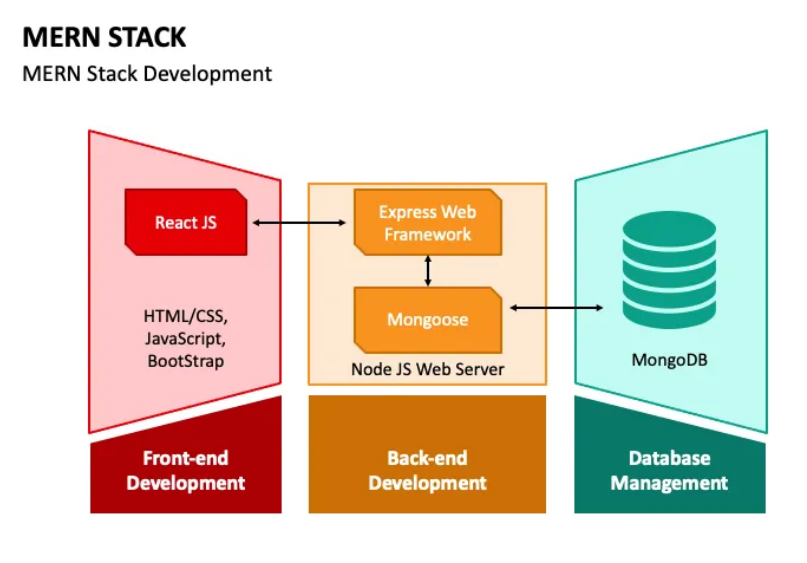 MERN STACK
MERN Stack Development
React JS
HTML/CSS,
JavaScript,
BootStrap
Express Web
Framework
Mongoose
Node JS Web Server
MongoDB
Front-end
Development
Back-end
Development
Database
Management